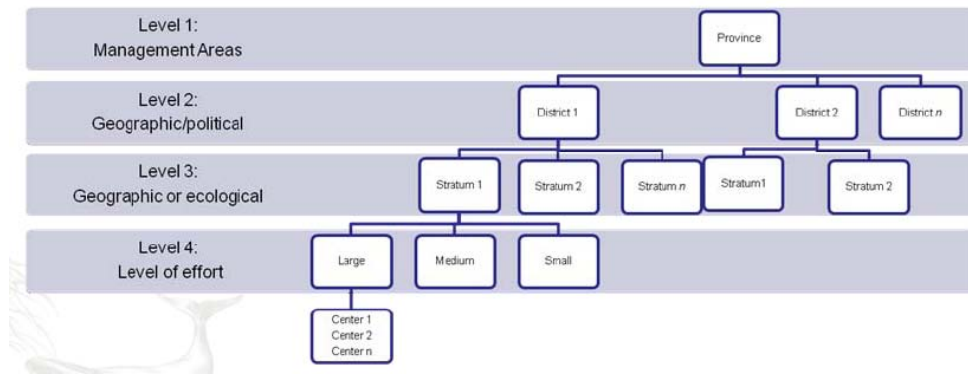 Level 1:
Management Areas
Province
Level 2:
Geographic/political
District 1
District 2
District n
Level 3:
Geographic or ecological
Stratum 1
Stratum 2
Stratum n
Stratum1
Stratum 2
Level 4:
Level of effort
Large
Medium
Small
Center 1
Center 2
Center n